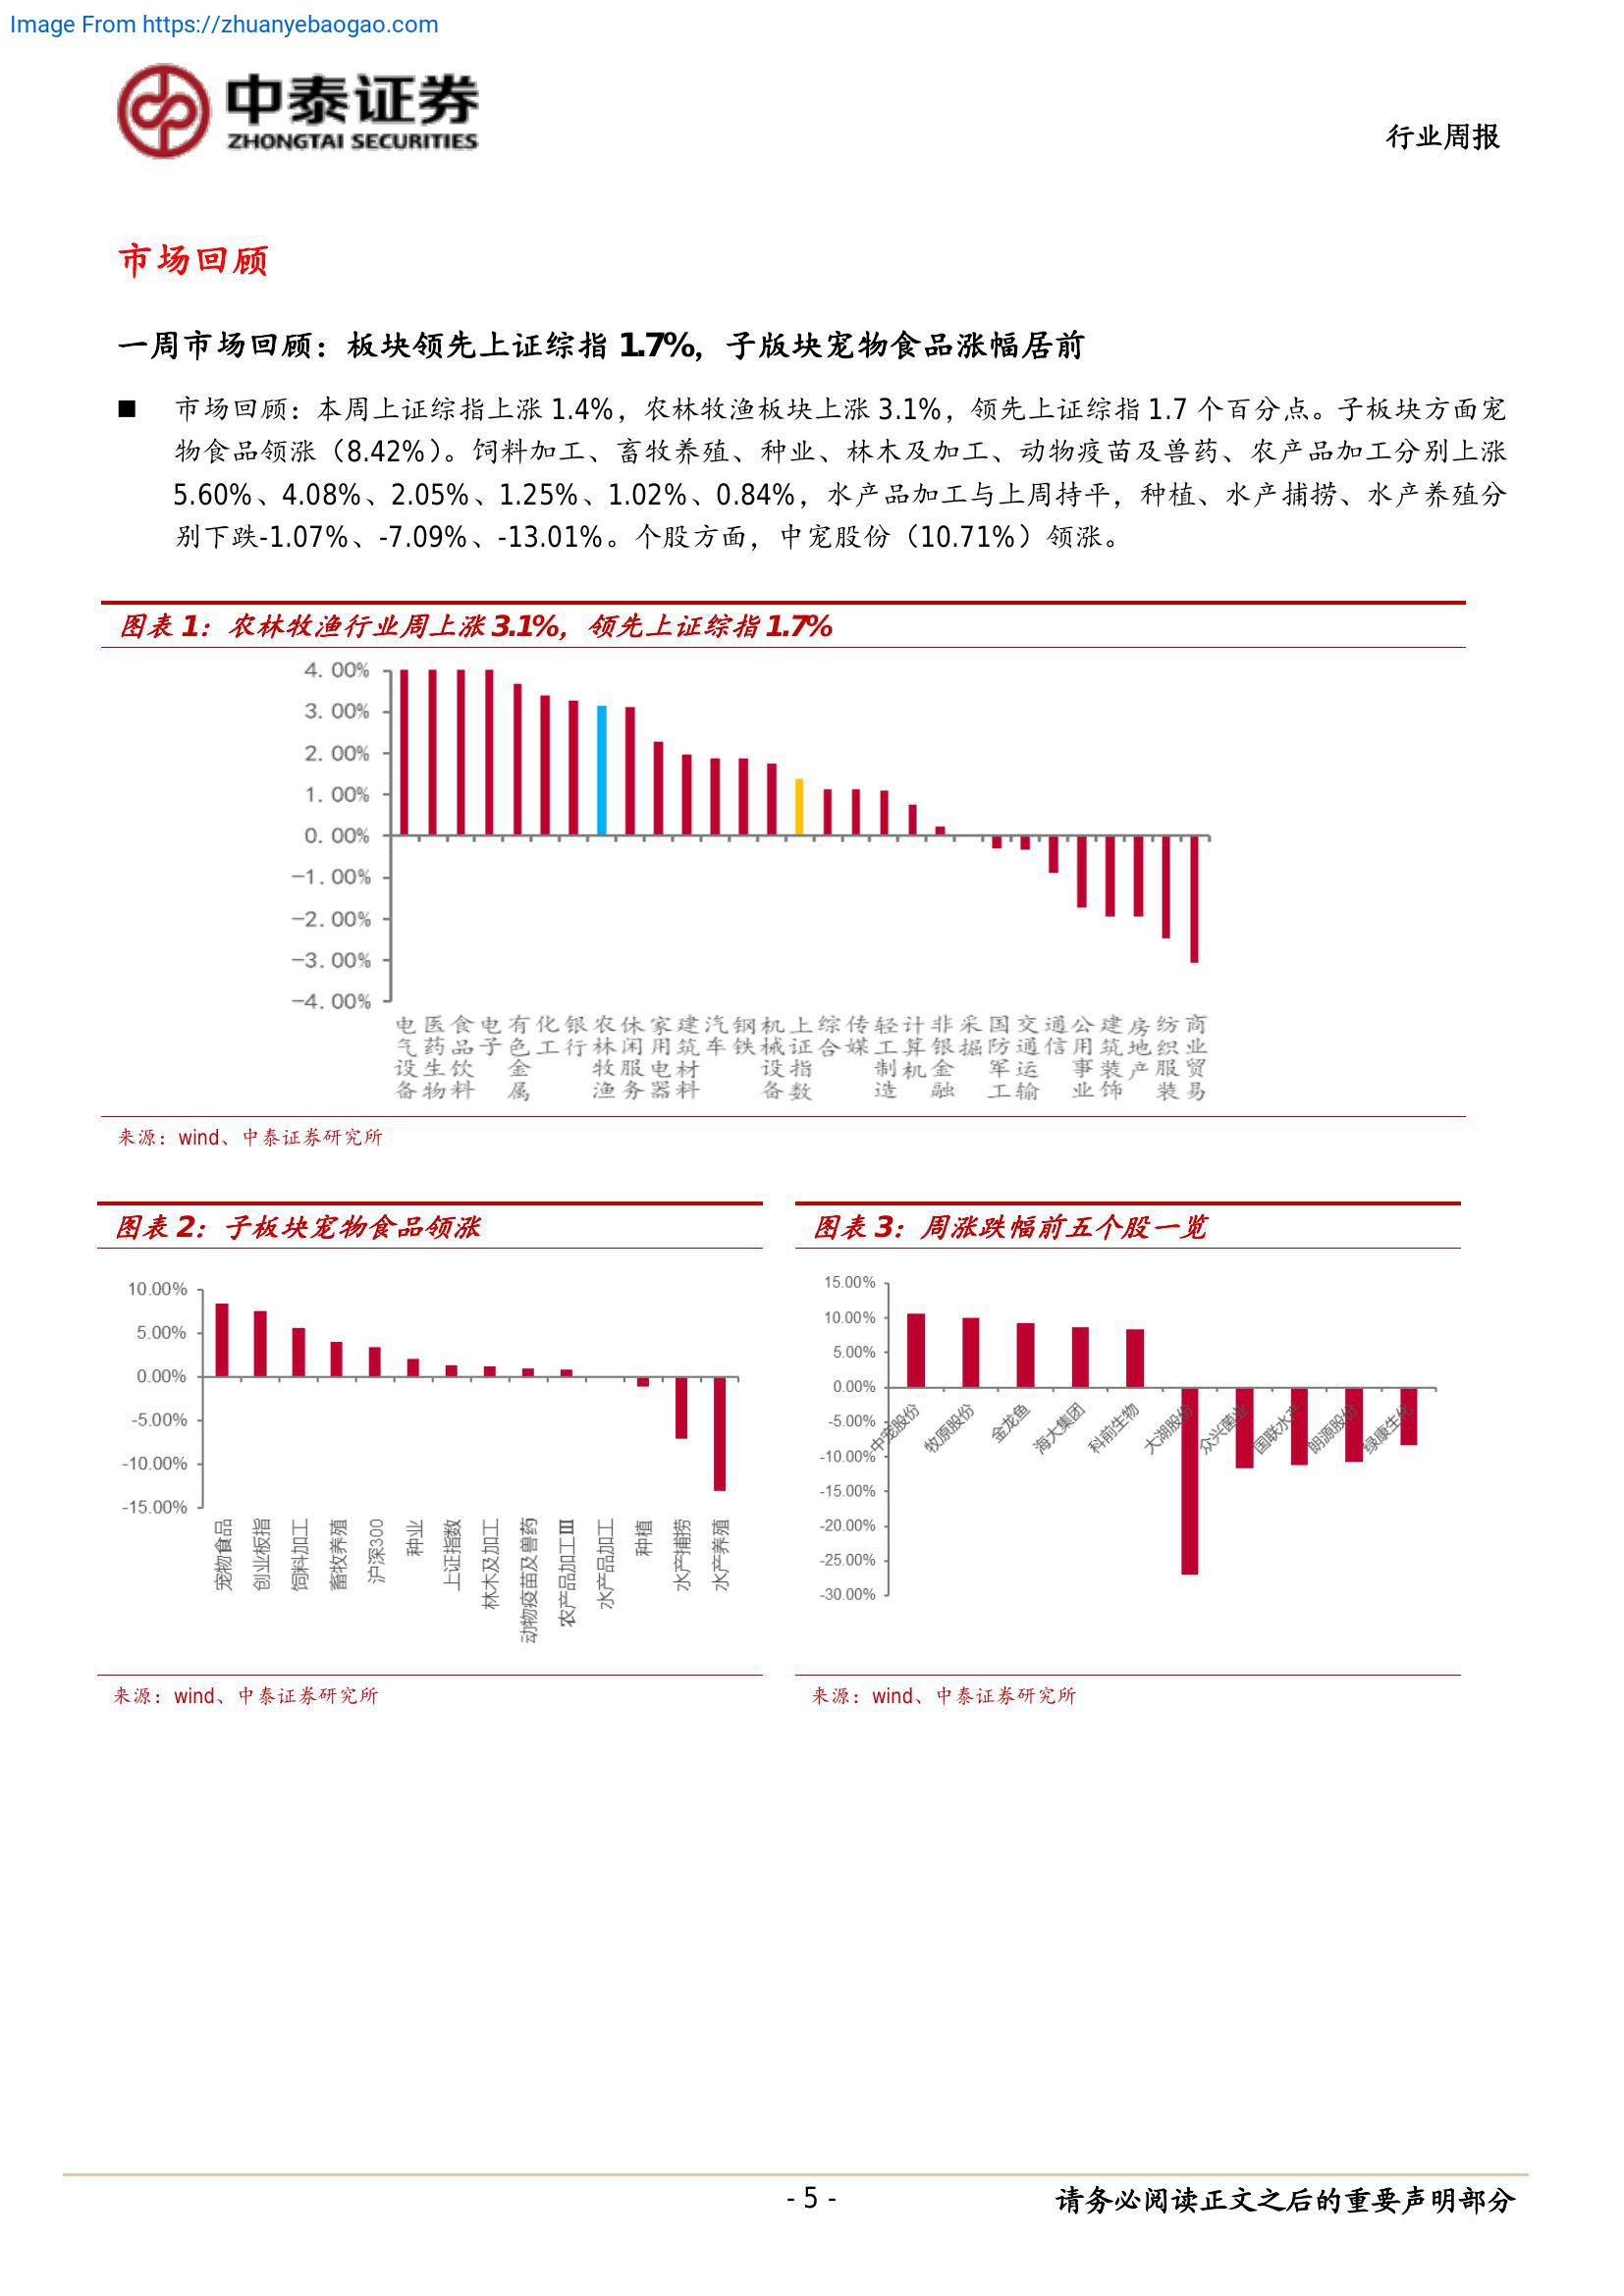 Image From https://zhuanyebaogao.com
中泰证券
ZHONGTAI SECURITIES
行业周报
市场回顾
一周市场回顾：板块领先上证综指 1.7%，子版块宠物食品涨幅居前
■ 市场回顾：本周上证综指上涨 1.4%，农林牧渔板块上涨 3.1%，领先上证综指 1.7 个百分点。子板块方面宠
物食品领涨（8.42%）。饲料加工、畜牧养殖、种业、林木及加工、动物疫苗及兽药、农产品加工分别上涨
5.60%、4.08%、2.05%、1.25%、1.02%、0.84%，水产品加工与上周持平，种植、水产捕捞、水产养殖分
别下跌-1.07%、-7.09%、-13.01%。个股方面，中宠股份（10.71%）领涨。
图表 1：农林牧渔行业周上涨 3.1%，领先上证综指 1.7%
4.00%
3.00%
2.00%
1.00%
0.00%
-1.00%
-2.00%
-3.00%
-4.00%
电气设备
医药生物
食品饮料
电子
有色金属
化工
银行
农林牧渔
休闲服务
家用电器
建筑材料
汽车
钢铁
机械设备
上证指数
综合
传媒
轻工制造
计算机
非银金融
采掘
国防军工
交通运输
通信
公用事业
建筑装饰
房地产
纺织服装
商业贸易
来源：wind、中泰证券研究所
图表 2：子板块宠物食品领涨
10.00%
5.00%
0.00%
-5.00%
-10.00%
-15.00%
宠物食品
创业板指
饲料加工
畜牧养殖
沪深300
种业
上证指数
林木及加工
动物疫苗及兽药
农产品加工Ⅲ
水产品加工
种植
水产捕捞
水产养殖
来源：wind、中泰证券研究所
图表 3：周涨跌幅前五个股一览
15.00%
10.00%
5.00%
0.00%
-5.00%
-10.00%
-15.00%
-20.00%
-25.00%
-30.00%
中宠股份
牧原股份
金龙鱼
海大集团
科前生物
大湖股份
众兴菌业
国联水产
朗源股份
绿康生化
来源：wind、中泰证券研究所
- 5 -
请务必阅读正文之后的重要声明部分